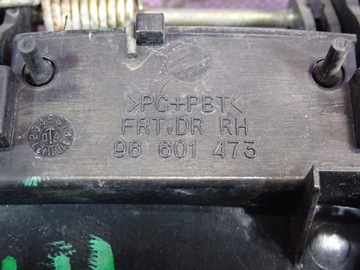 >PC+PBT<
FRT.DR RH
96 601 473